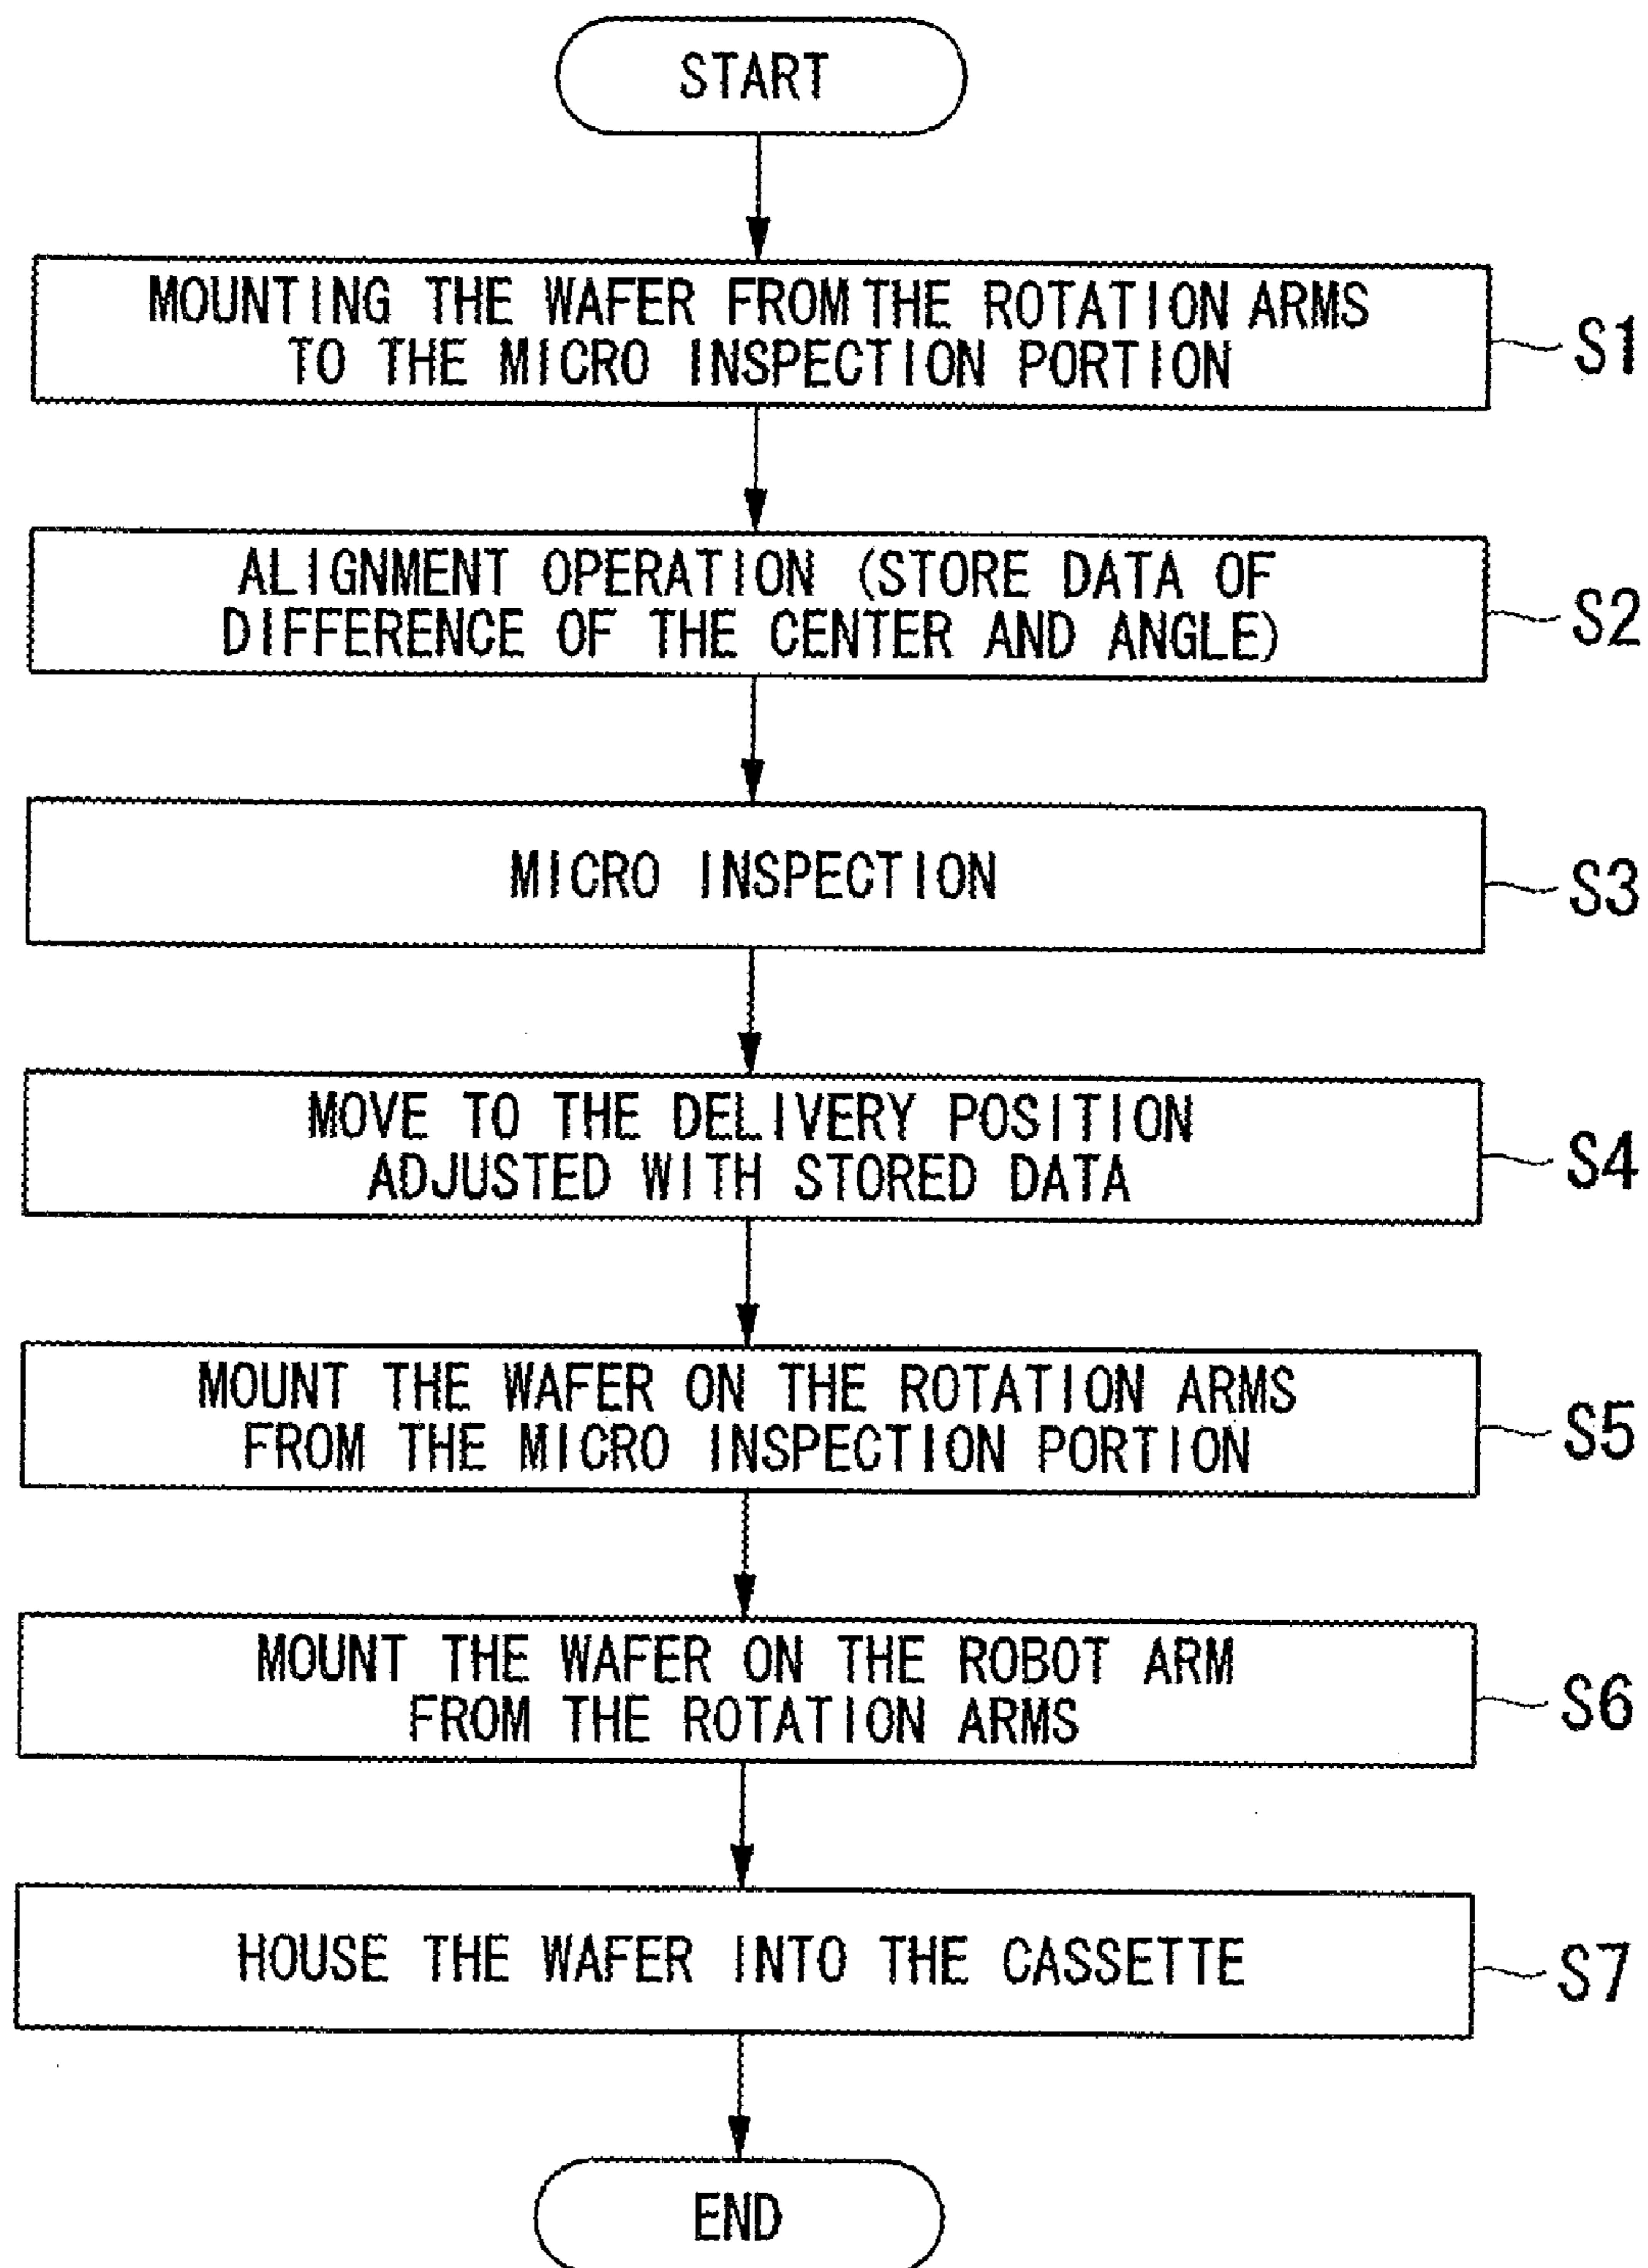 START
MOUNTING THE WAFER FROM THE ROTATION ARMS
TO THE MICRO INSPECTION PORTION
S1
ALIGNMENT OPERATION (STORE DATA OF
DIFFERENCE OF THE CENTER AND ANGLE)
S2
MICRO INSPECTION
S3
MOVE TO THE DELIVERY POSITION
ADJUSTED WITH STORED DATA
S4
MOUNT THE WAFER ON THE ROTATION ARMS
FROM THE MICRO INSPECTION PORTION
S5
MOUNT THE WAFER ON THE ROBOT ARM
FROM THE ROTATION ARMS
S6
HOUSE THE WAFER INTO THE CASSETTE
S7
END